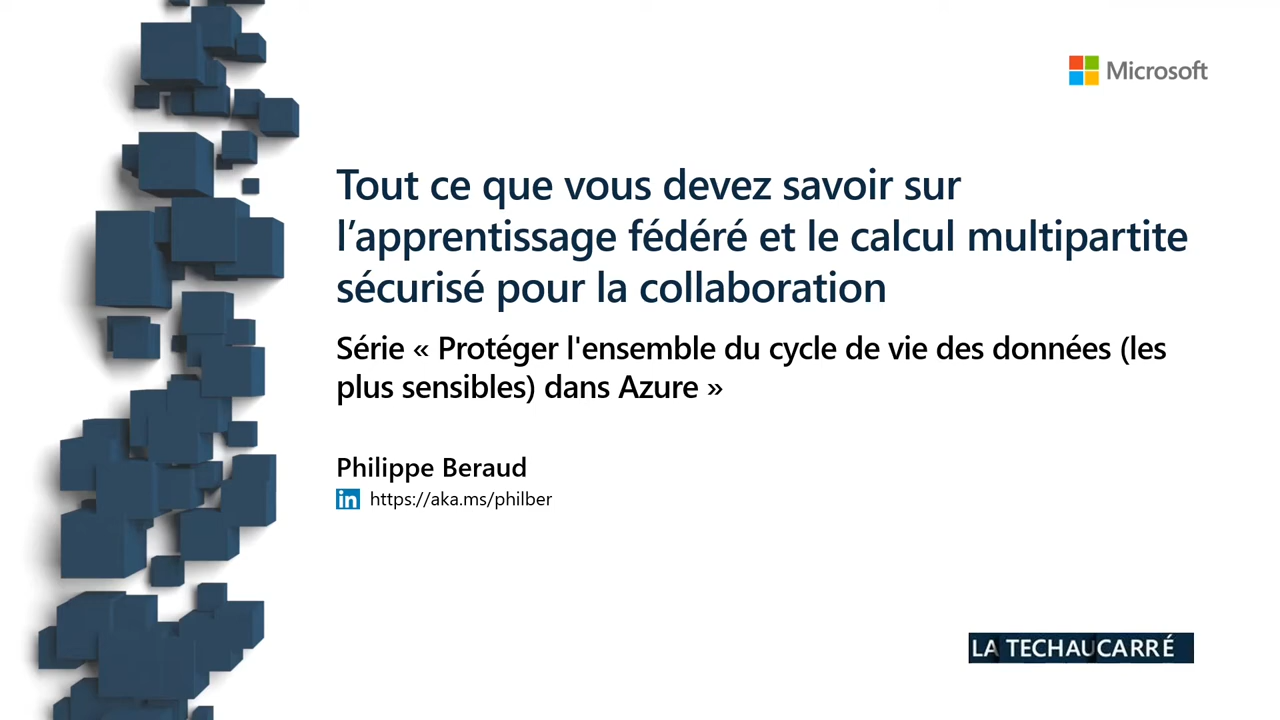 Microsoft
Tout ce que vous devez savoir sur
l’apprentissage fédéré et le calcul multipartite
sécurisé pour la collaboration
Série « Protéger l'ensemble du cycle de vie des données (les
plus sensibles) dans Azure »
Philippe Beraud
in https://aka.ms/philber
LA TECHAUCARRÉ